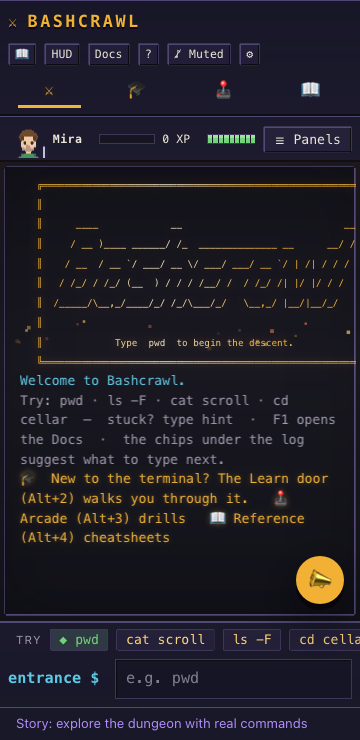 BASHCRAWL
HUD
Docs
?
Muted
Mira
0 XP
Panels
Type pwd to begin the descent.
Welcome to Bashcrawl.
Try: pwd · ls –F · cat scroll · cd
cellar — stuck? type hint · F1 opens
the Docs · the chips under the log
suggest what to type next.
New to the terminal? The Learn door
(Alt+2) walks you through it.
Arcade (Alt+3) drills Reference
(Alt+4) cheatsheets
TRY
◆ pwd
cat scroll
ls –F
entrance $
e.g. pwd
Story: explore the dungeon with real commands